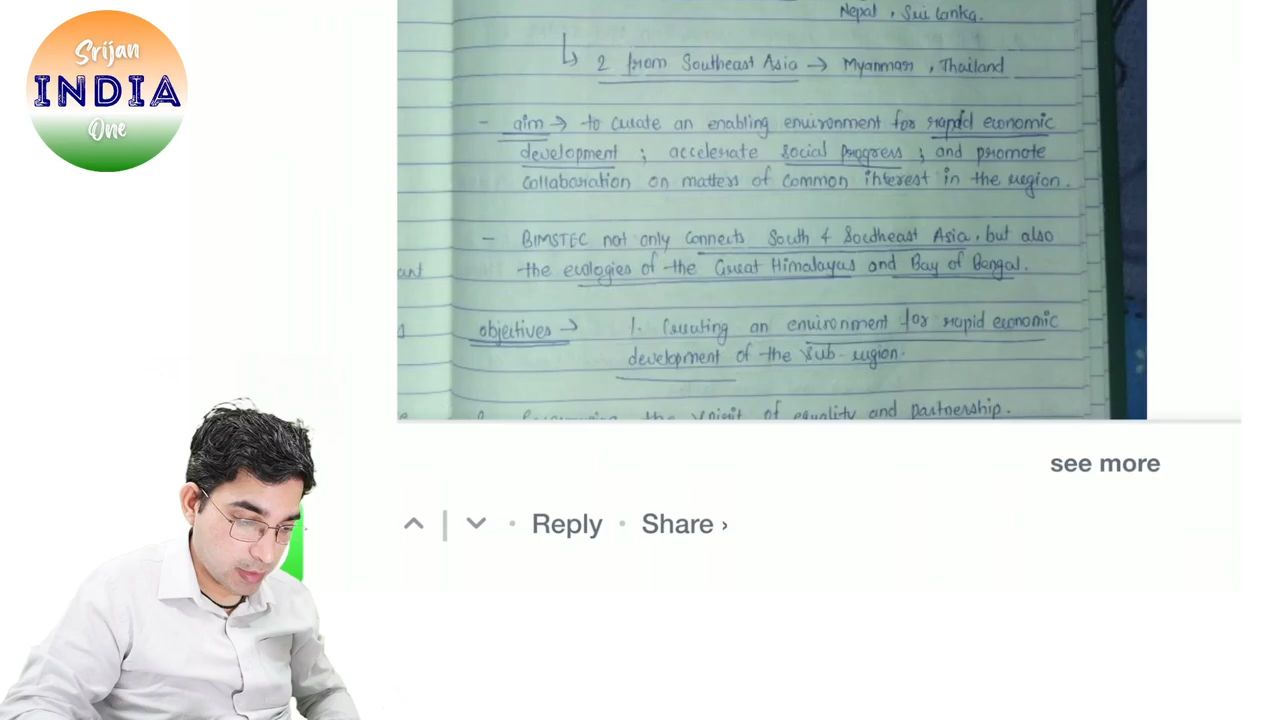 Srijan
INDIA
One
Nepal, Sri Lanka.
↳ 2 from Southeast Asia → Myanmar, Thailand
- aim → to create an enabling environment for rapid economic
development ; accelerate social progress ; and promote
collaboration on matters of common interest in the region.
- BIMSTEC not only connects South & Southeast Asia, but also
the ecologies of the Great Himalayas and Bay of Bengal.
ant
objectives → 1. Creating an environment for rapid economic
development of the sub-region.
the spirit of equality and partnership.
see more
Reply · Share ›